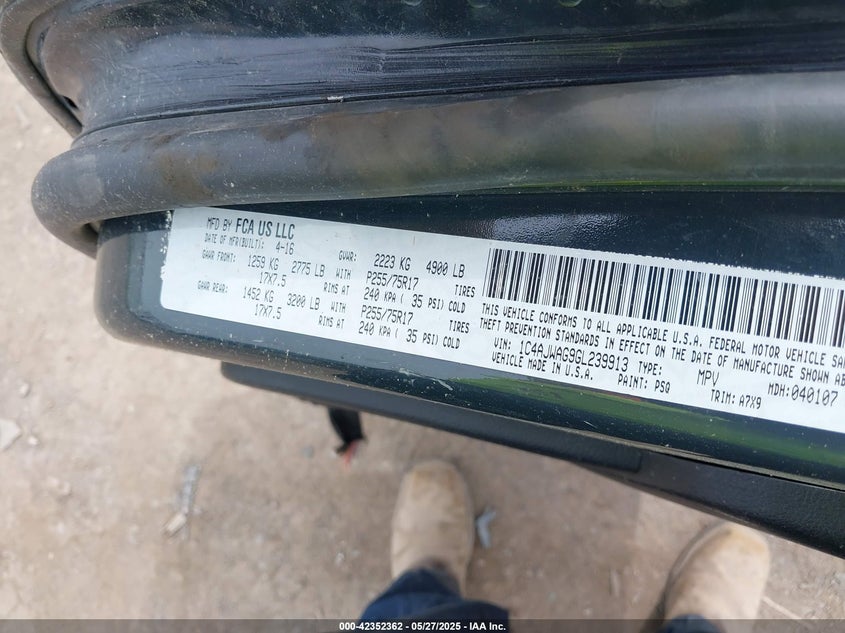 MFD BY FCA US LLC
DATE OF MFR(BUILT): 4-16 GVWR: 2223 KG 4900 LB
GAWR FRONT: 1259 KG 2775 LB WITH P255/75R17 TIRES
17X7.5 RIMS AT 240 KPA ( 35 PSI) COLD
GAWR REAR: 1452 KG 3200 LB WITH P255/75R17 TIRES
17X7.5 RIMS AT 240 KPA ( 35 PSI) COLD
THIS VEHICLE CONFORMS TO ALL APPLICABLE U.S.A. FEDERAL MOTOR VEHICLE SA
THEFT PREVENTION STANDARDS IN EFFECT ON THE DATE OF MANUFACTURE SHOWN AB
VIN: 1C4AJWAG9GL239913 TYPE: MPV MDH:040107
VEHICLE MADE IN U.S.A. PAINT: PSQ TRIM: A7X9
000-42352362 - 05/27/2025 - IAA Inc.